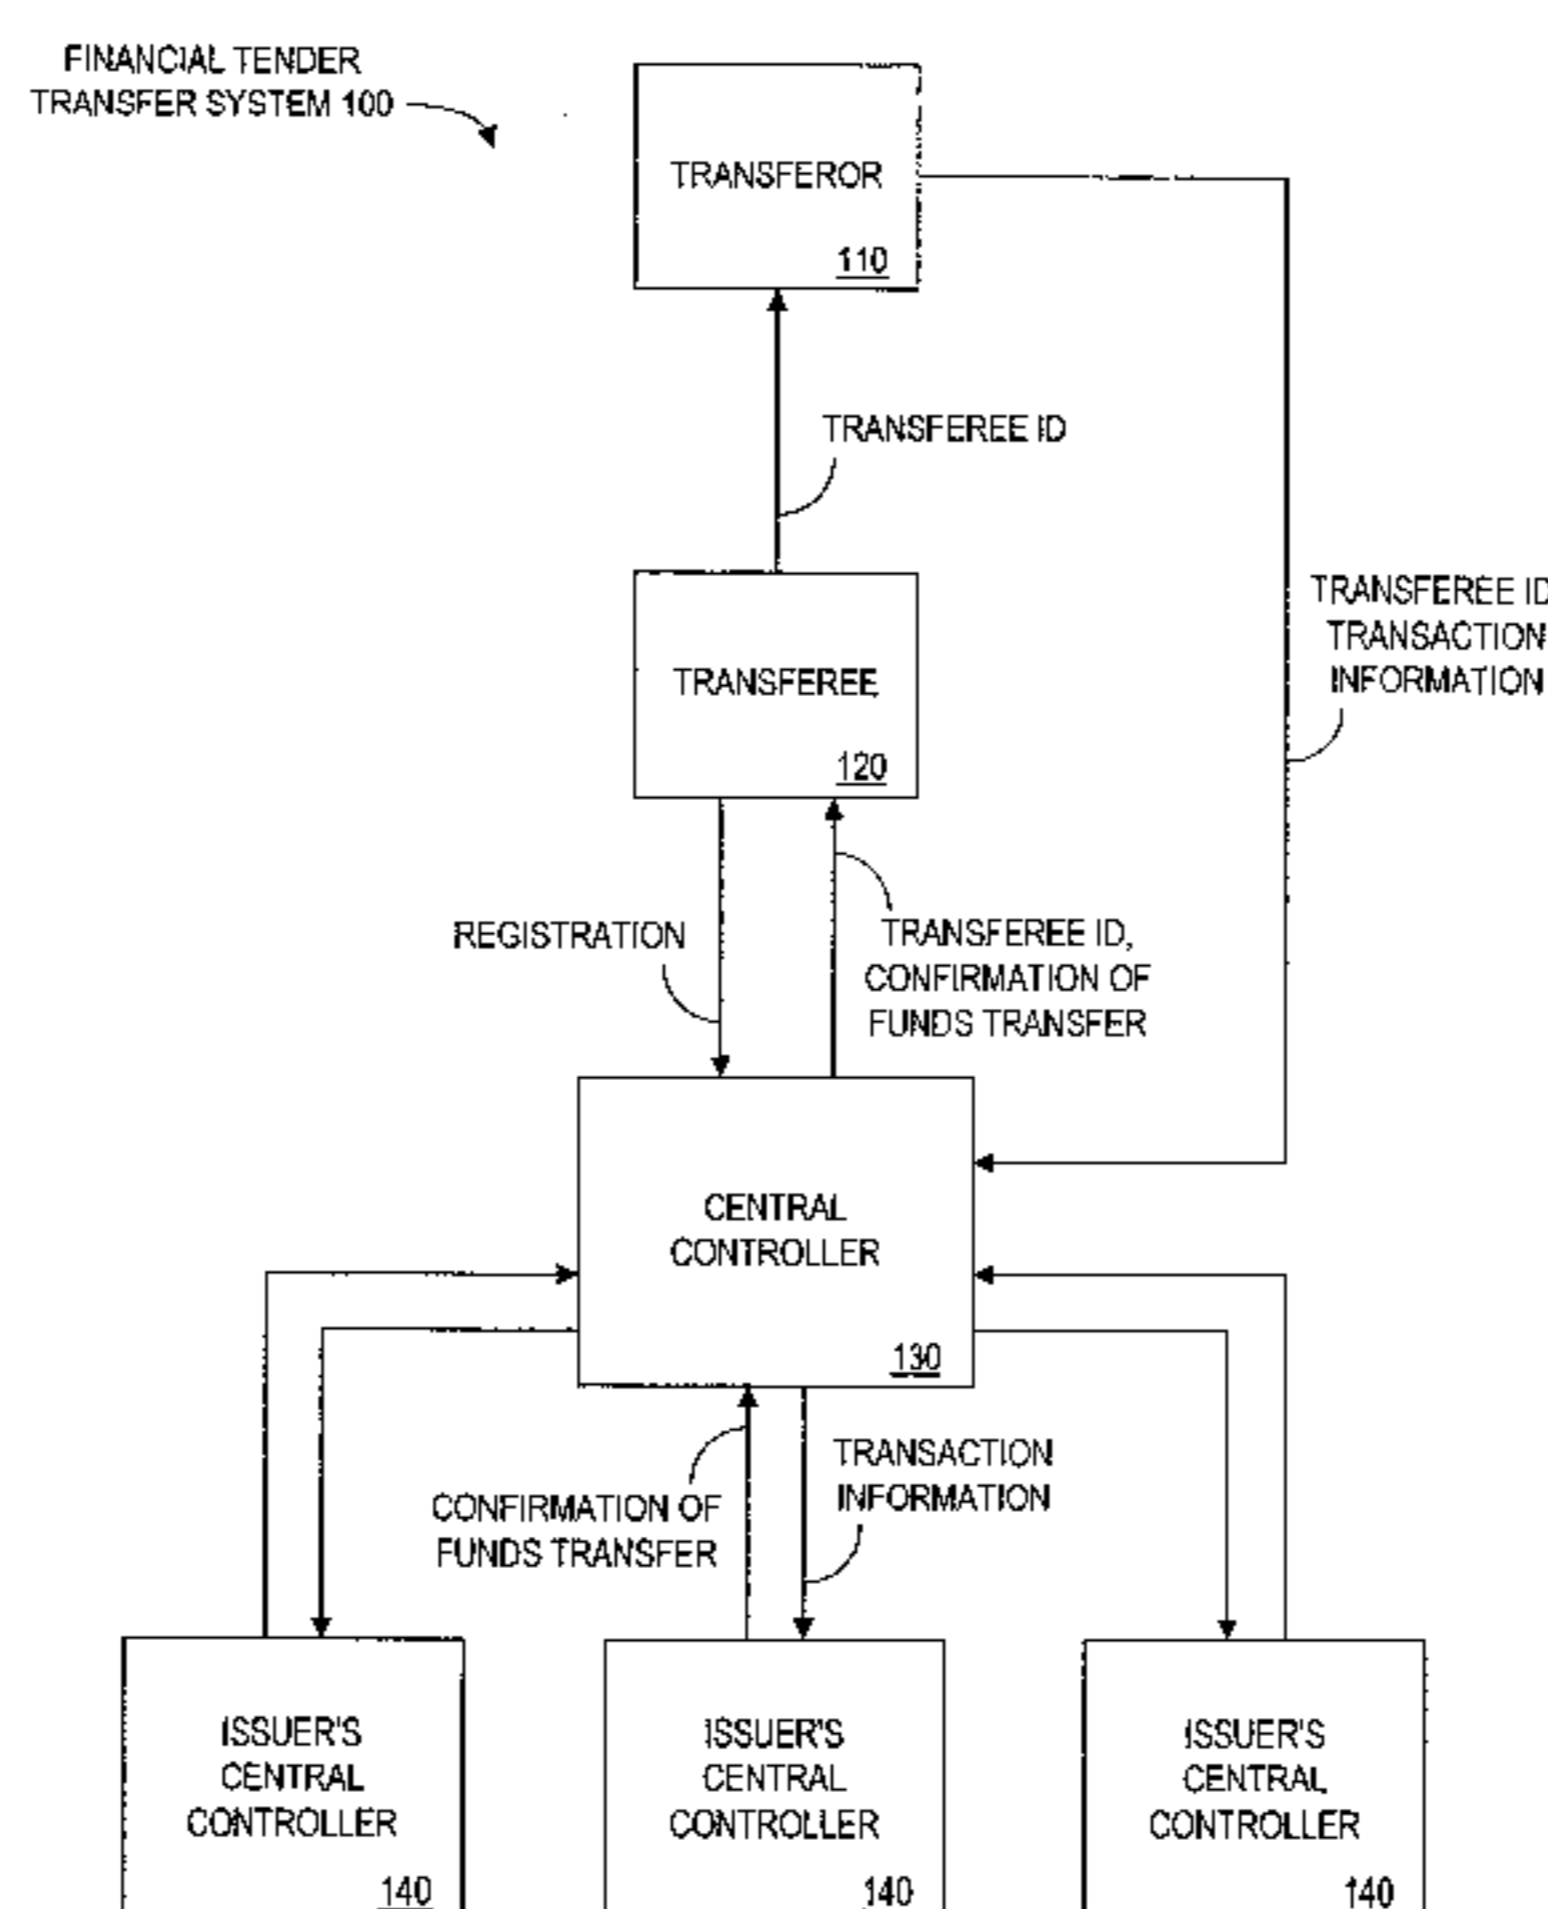 FINANCIAL TENDER
TRANSFER SYSTEM 100
TRANSFEROR
110
TRANSFEREE ID
TRANSFEREE ID
TRANSACTION
INFORMATION
TRANSFEREE
120
REGISTRATION
TRANSFEREE ID,
CONFIRMATION OF
FUNDS TRANSFER
CENTRAL
CONTROLLER
130
TRANSACTION
INFORMATION
CONFIRMATION OF
FUNDS TRANSFER
ISSUER'S
CENTRAL
CONTROLLER
140
ISSUER'S
CENTRAL
CONTROLLER
140
ISSUER'S
CENTRAL
CONTROLLER
140